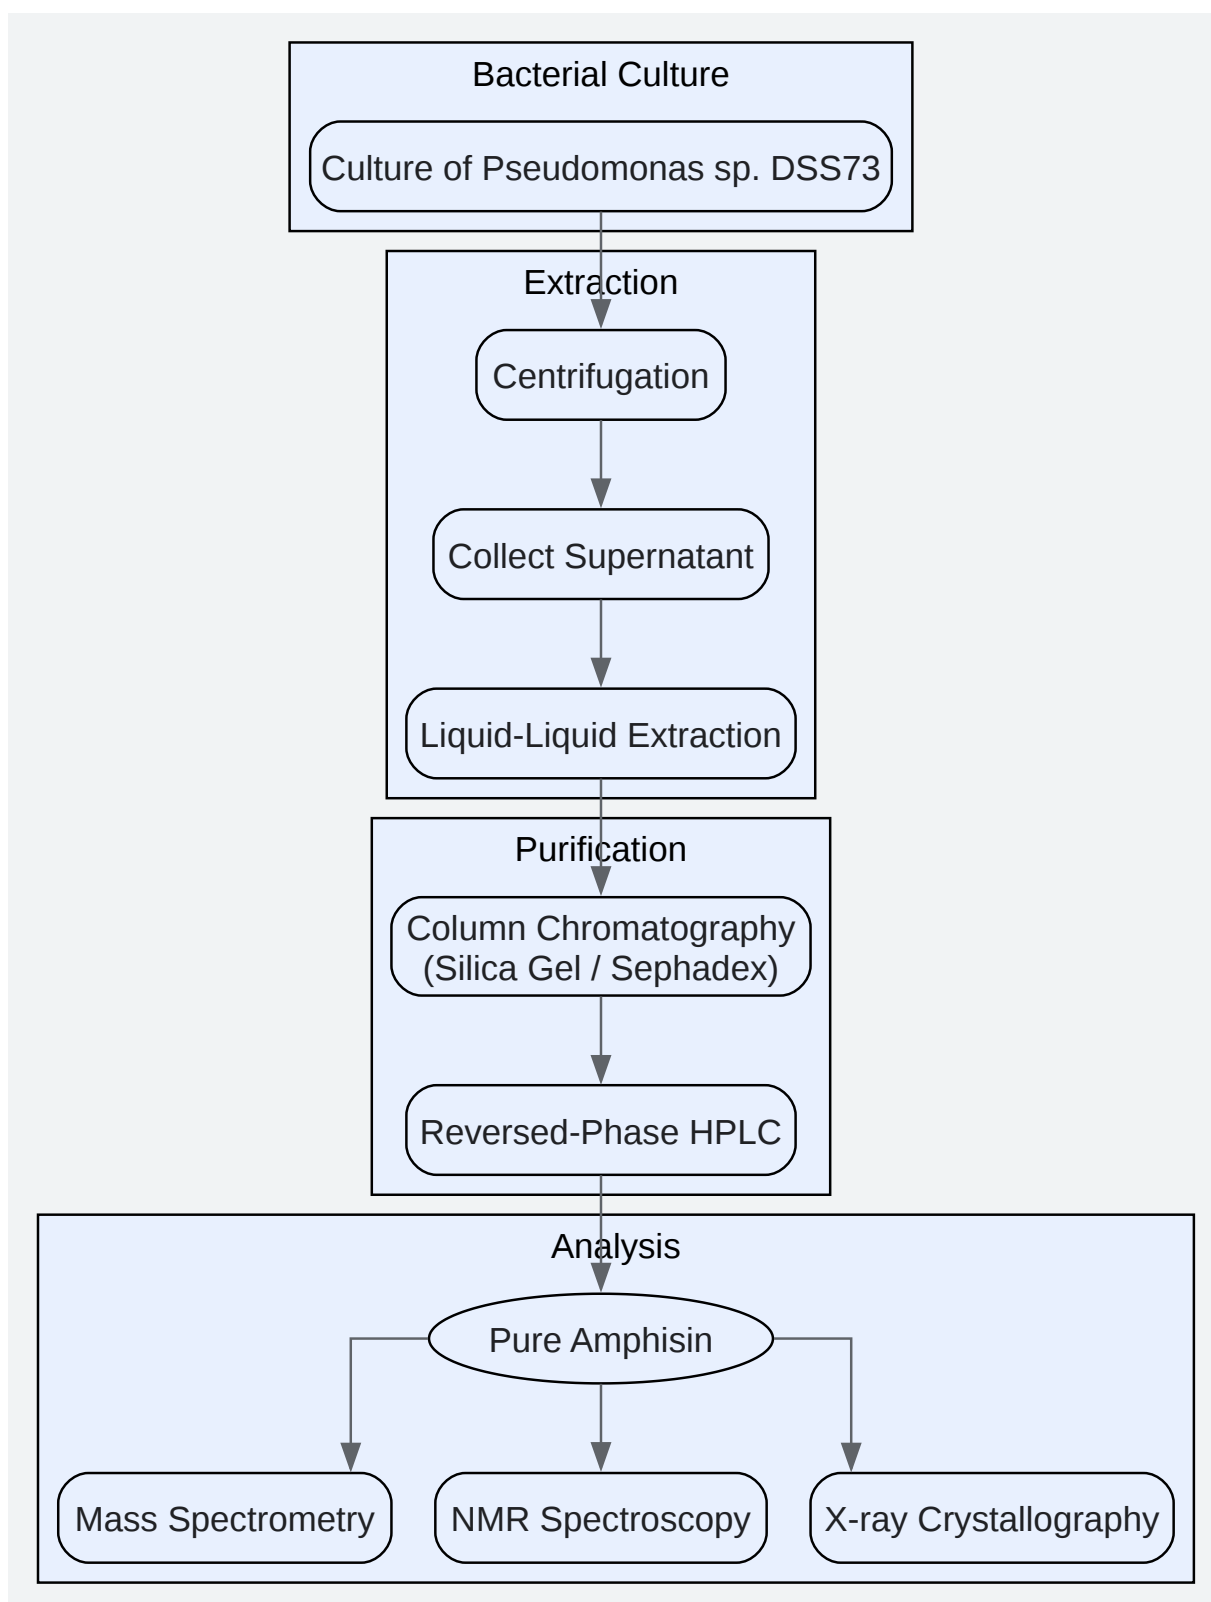 Bacterial Culture
Culture of Pseudomonas sp. DSS73
Extraction
Centrifugation
Collect Supernatant
Liquid-Liquid Extraction
Purification
Column Chromatography
(Silica Gel / Sephadex)
Reversed-Phase HPLC
Analysis
Pure Amphisin
Mass Spectrometry
NMR Spectroscopy
X-ray Crystallography